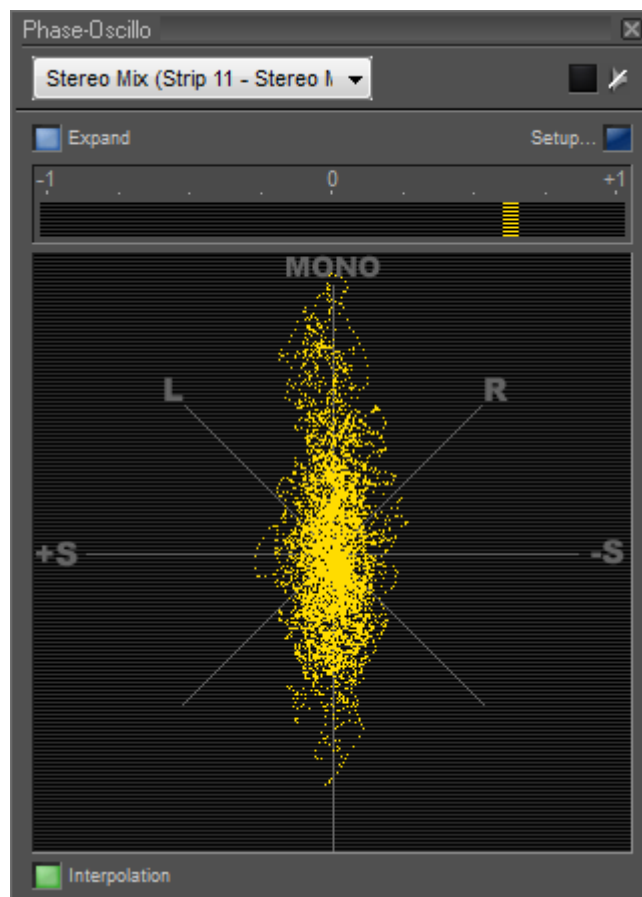 Phase-Oscillo
Stereo Mix (Strip 11 - Stereo M
Expand Setup...
-1 0 +1
MONO
L R
+S -S
Interpolation